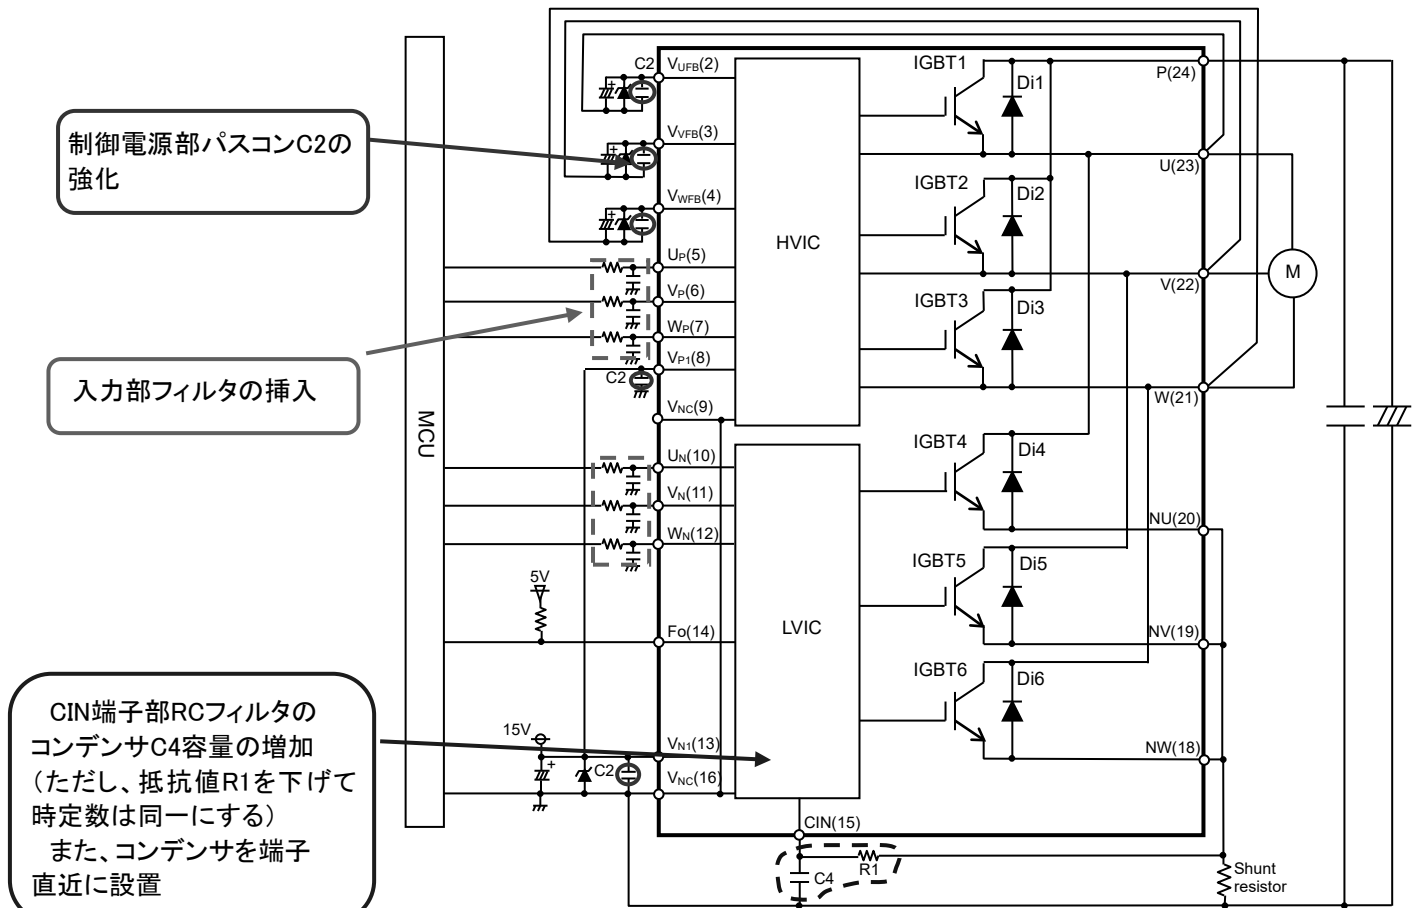 制御電源部パスコンC2の
強化
入力部フィルタの挿入
CIN端子部RCフィルタの
コンデンサC4容量の増加
(ただし、抵抗値R1を下げて
時定数は同一にする)
また、コンデンサを端子
直近に設置
MCU
C2
+
+
+
C2
5V
15V
+
C2
VUFB(2)
VVFB(3)
VWFB(4)
UP(5)
VP(6)
WP(7)
VP1(8)
VNC(9)
UN(10)
VN(11)
WN(12)
Fo(14)
VN1(13)
VNC(16)
HVIC
LVIC
CIN(15)
C4
R1
IGBT1
Di1
IGBT2
Di2
IGBT3
Di3
IGBT4
Di4
IGBT5
Di5
IGBT6
Di6
P(24)
U(23)
V(22)
W(21)
NU(20)
NV(19)
NW(18)
M
Shunt
resistor